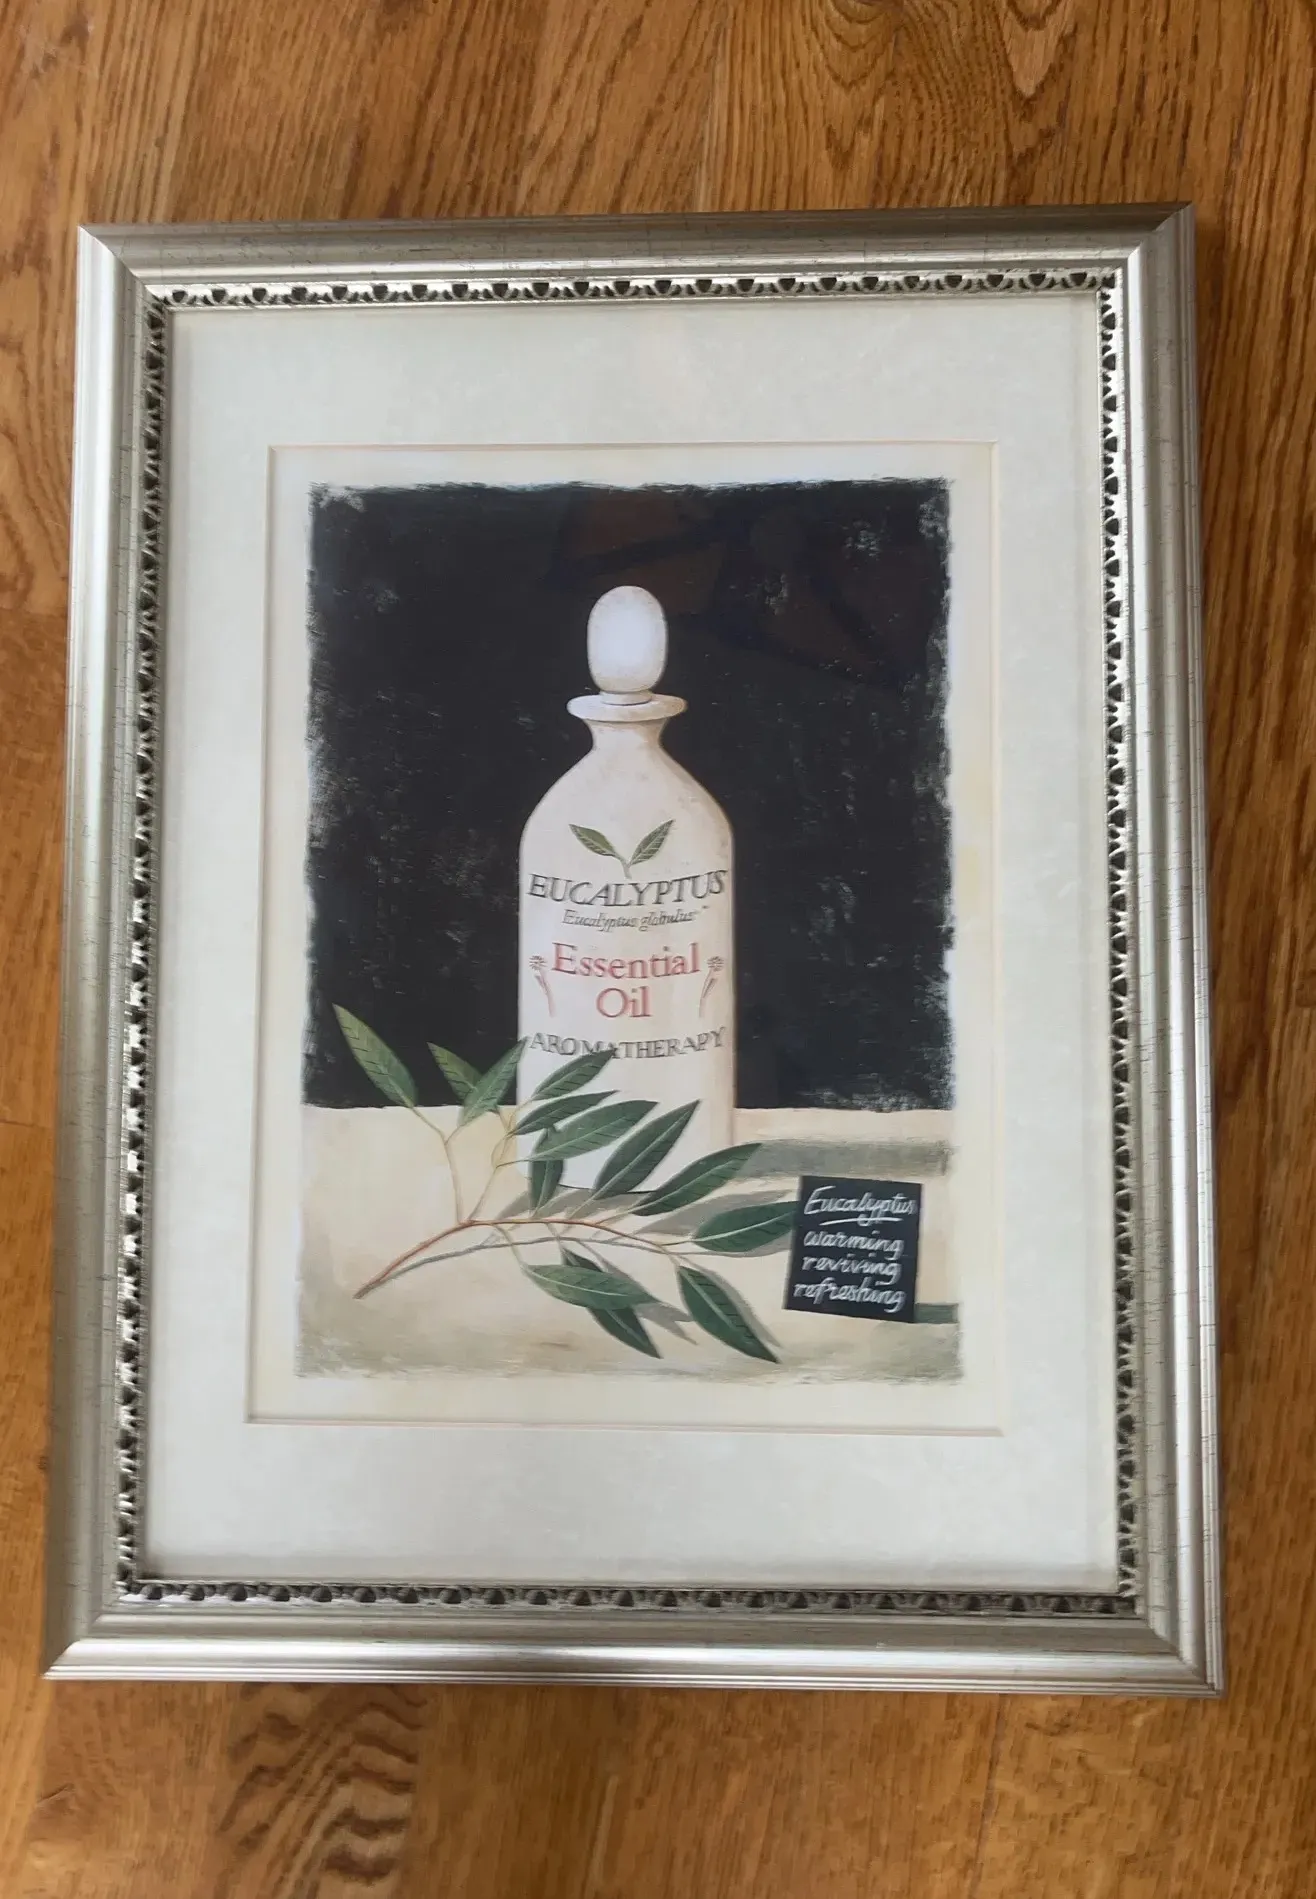 EUCALYPTUS
Eucalyptus globulus
Essential
Oil
AROMATHERAPY
Eucalyptus
warming
reviving
refreshing